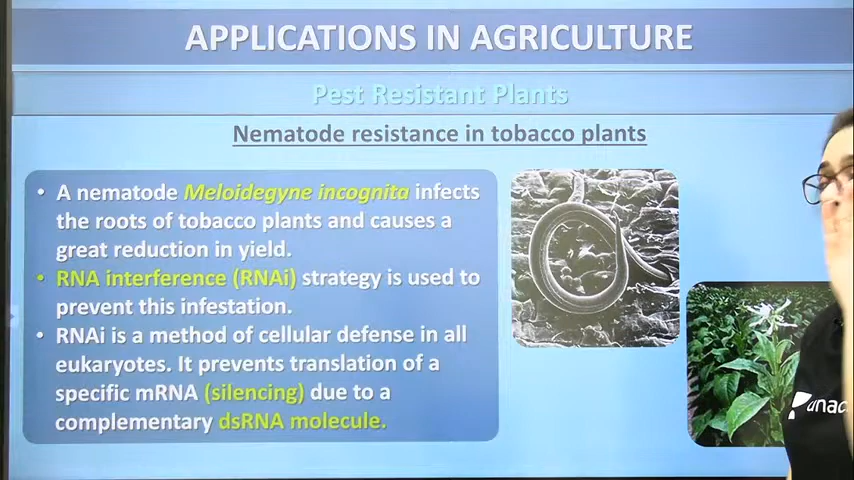 APPLICATIONS IN AGRICULTURE
Pest Resistant Plants
Nematode resistance in tobacco plants
• A nematode Meloidegyne incognita infects
the roots of tobacco plants and causes a
great reduction in yield.
• RNA interference (RNAi) strategy is used to
prevent this infestation.
• RNAi is a method of cellular defense in all
eukaryotes. It prevents translation of a
specific mRNA (silencing) due to a
complementary dsRNA molecule.